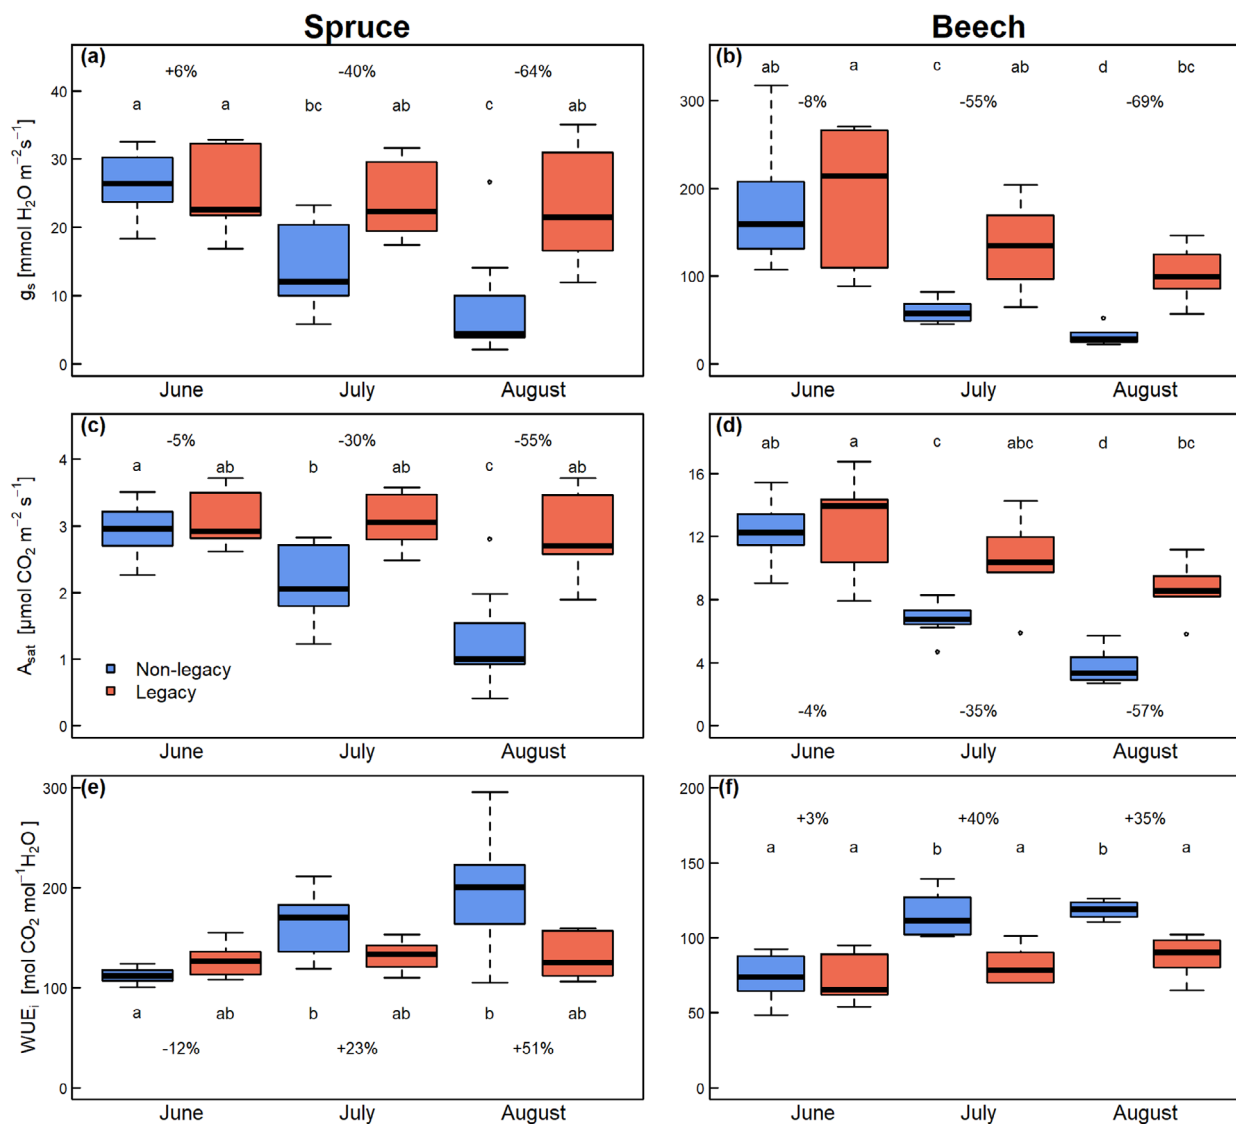 Spruce
Beech
(a)
+6% -40% -64%
a a bc ab c ab
40
30
20
10
0
gs [mmol H2O m−2s−1]
June July August
(b)
ab a c ab d bc
-8% -55% -69%
300
200
100
0
June July August
(c)
-5% -30% -55%
a ab b ab c ab
4
3
2
1
0
Asat [µmol CO2 m−2 s−1]
Non-legacy
Legacy
June July August
(d)
ab a c abc d bc
16
12
8
4
0
-4% -35% -57%
June July August
(e)
300
200
100
0
WUEi [mol CO2 mol−1H2O]
a ab b ab b ab
-12% +23% +51%
June July August
(f)
+3% +40% +35%
a a b a b a
200
150
100
50
0
June July August